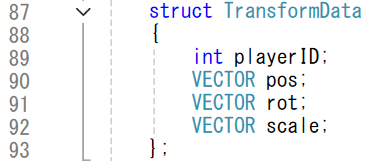 87 struct TransformData
88 {
89 int playerID;
90 VECTOR pos;
91 VECTOR rot;
92 VECTOR scale;
93 };